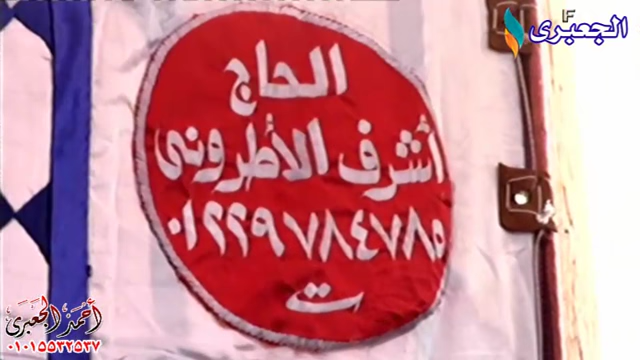 الجعبرى
الحاج
أشرف الأطرونى
٠١٢٢٩٧٨٤٧٨٥
ت
أحمد الجعبرى
٠١٠١٥٥٣٢٥٣٧